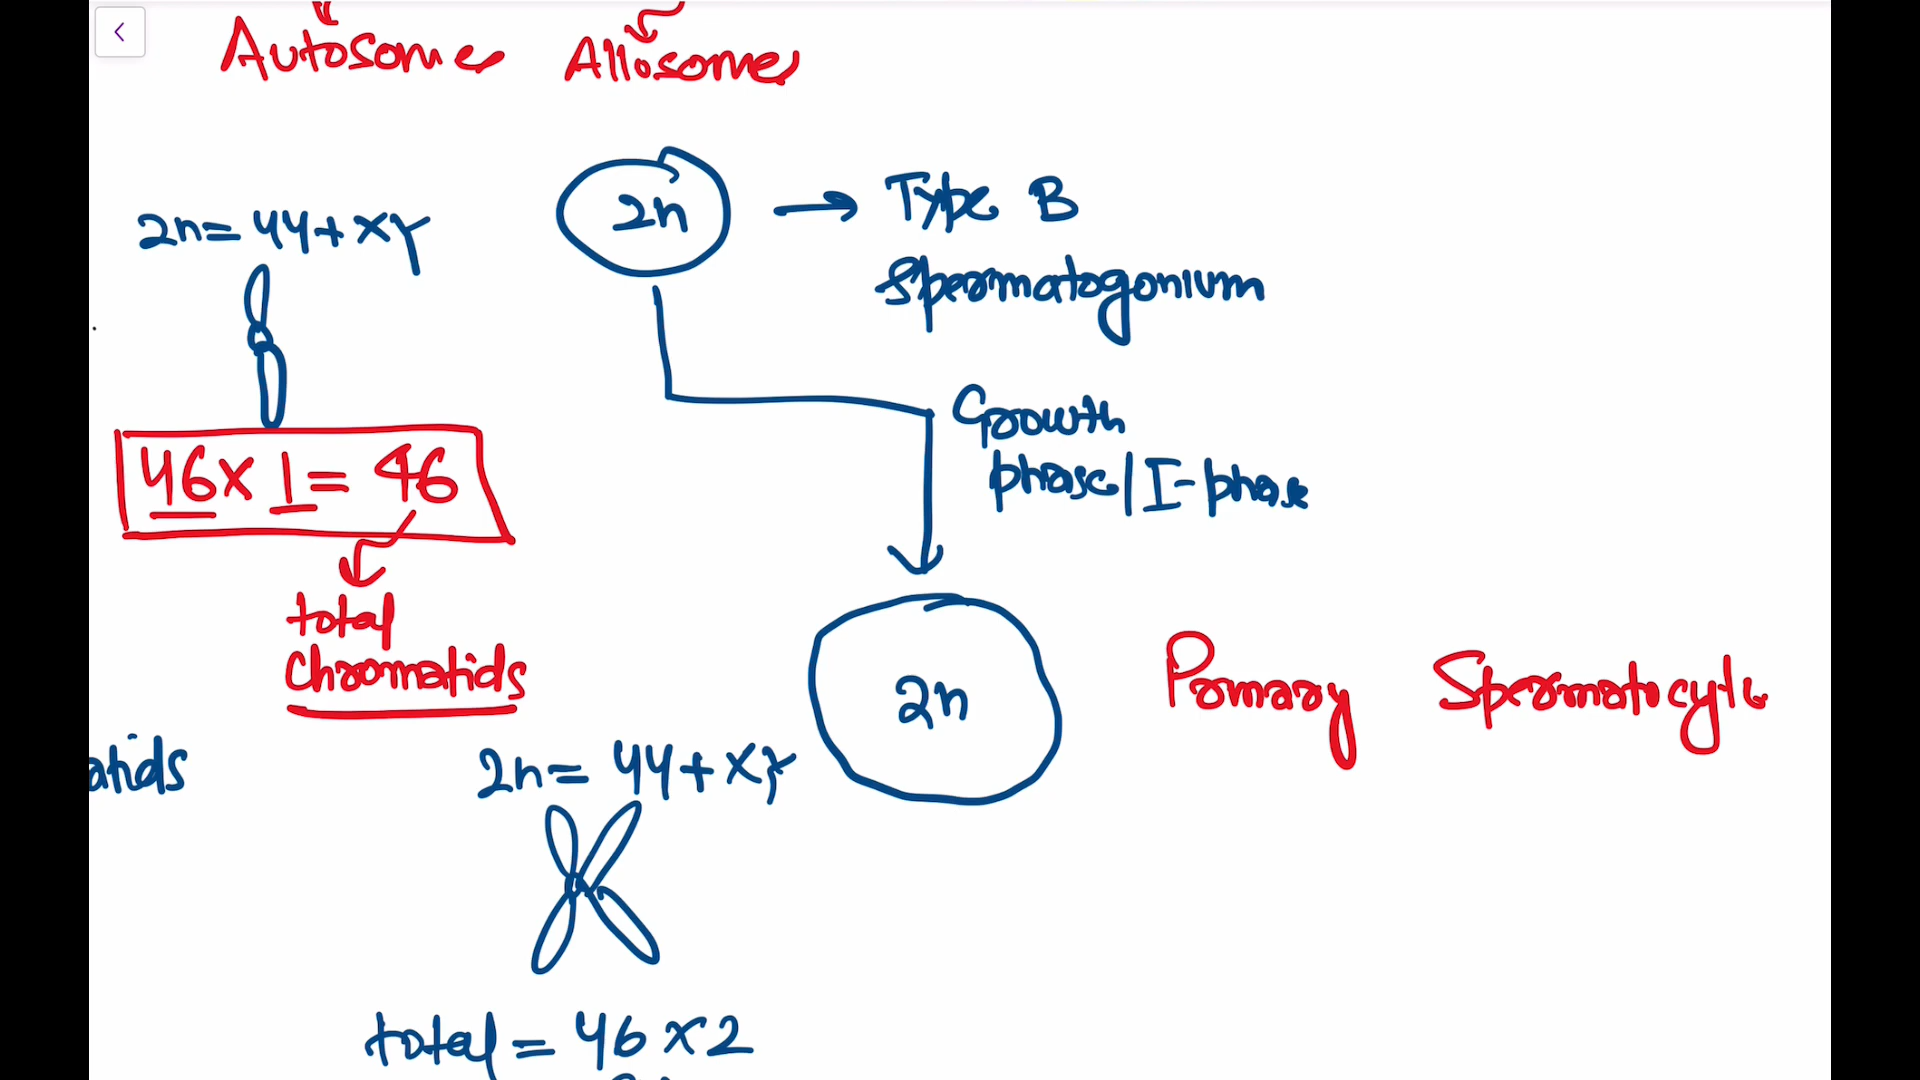 Autosome Allosome
2n → Type B
Spermatogonium
2n = 44 + XY
Growth
phase / I-phase
46 x 1 = 46
total
Chromatids
2n
Primary Spermatocyte
atids
2n = 44 + XY
total = 46 x 2